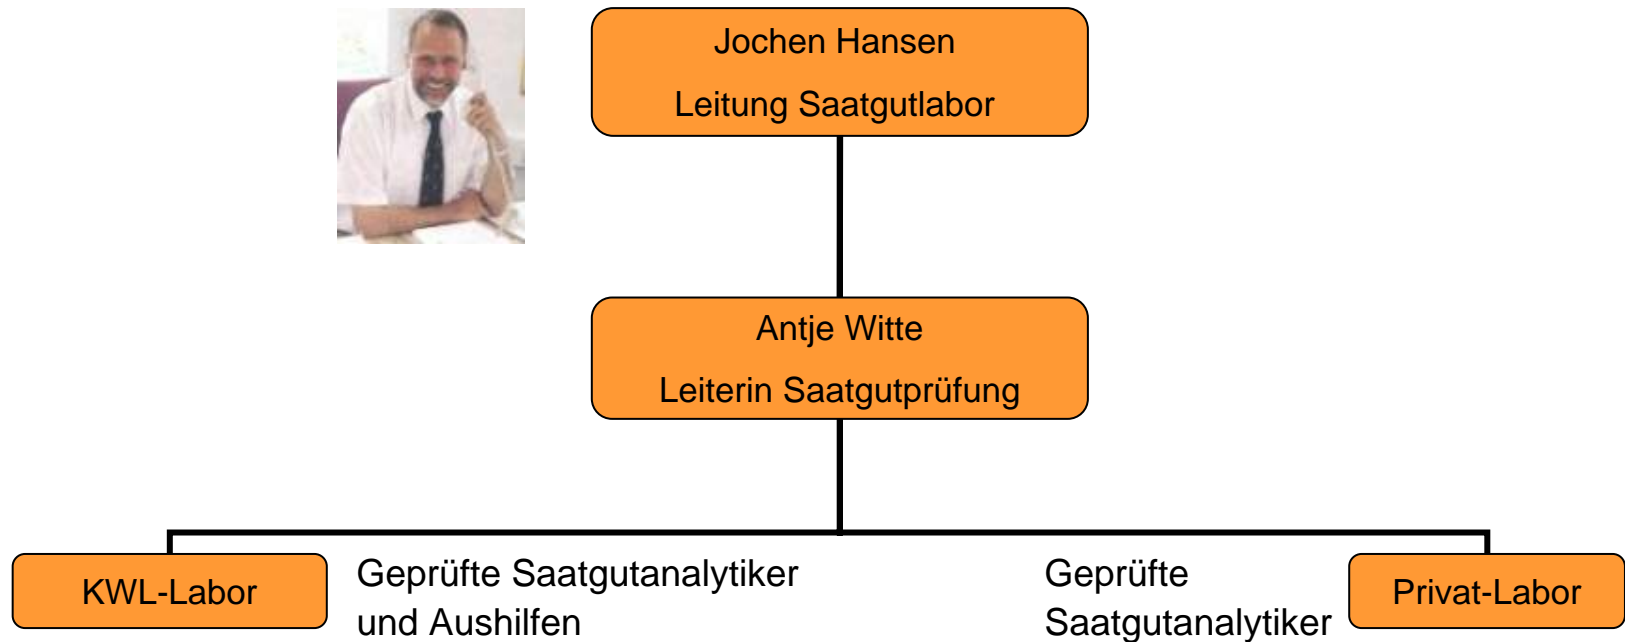 Jochen Hansen
Leitung Saatgutlabor
Antje Witte
Leiterin Saatgutprüfung
KWL-Labor
Geprüfte Saatgutanalytiker
und Aushilfen
Geprüfte
Saatgutanalytiker
Privat-Labor